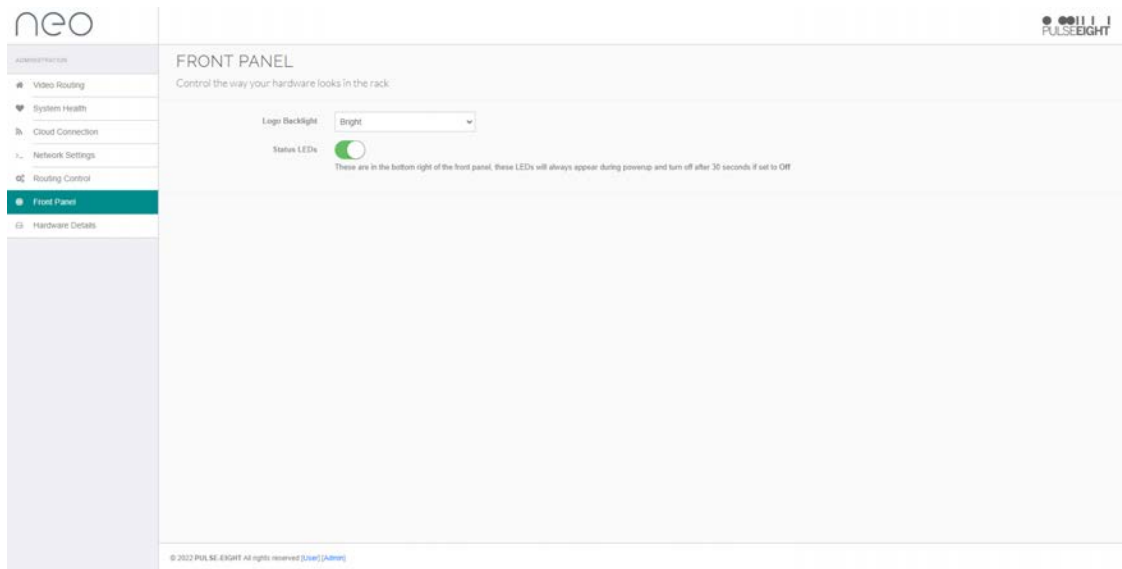 neo
PULSEEIGHT
ADMINISTRATION
Video Routing
System Health
Cloud Connection
Network Settings
Routing Control
Front Panel
Hardware Details
FRONT PANEL
Control the way your hardware looks in the rack
Logo Backlight
Bright
Status LEDs
These are in the bottom right of the front panel, these LEDs will always appear during powerup and turn off after 30 seconds if set to Off
© 2022 PULSE-EIGHT All rights reserved [User] [Admin]